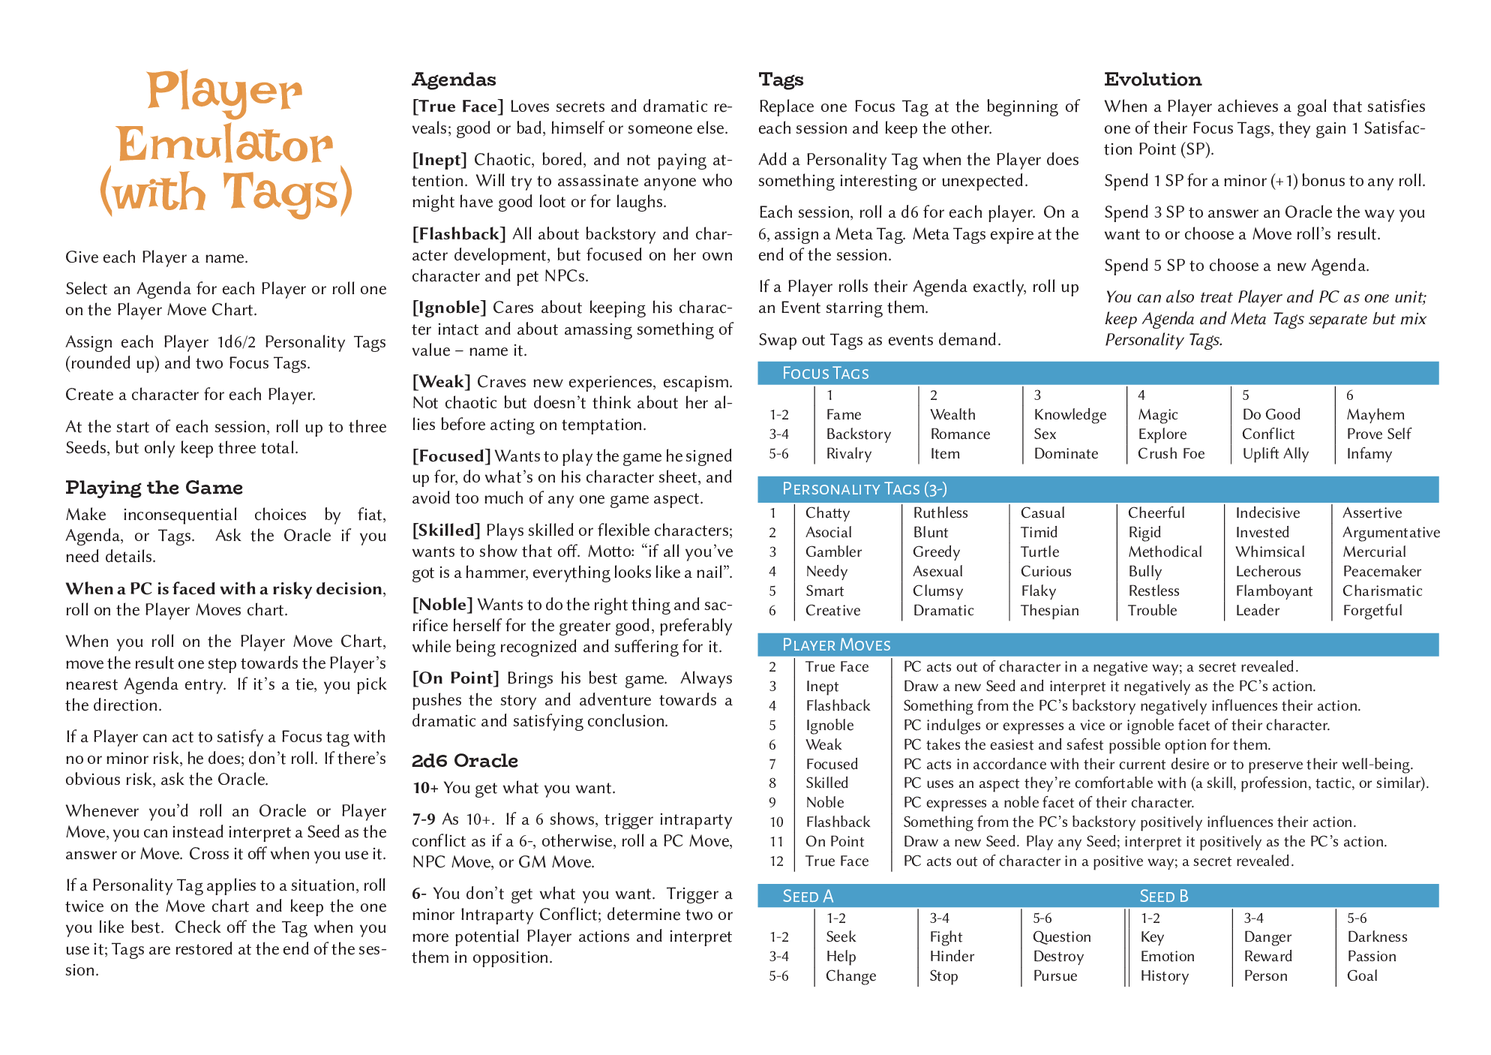 Player
Emulator
(with Tags)
Give each Player a name.
Select an Agenda for each Player or roll one
on the Player Move Chart.
Assign each Player 1d6/2 Personality Tags
(rounded up) and two Focus Tags.
Create a character for each Player.
At the start of each session, roll up to three
Seeds, but only keep three total.
Playing the Game
Make inconsequential choices by fiat,
Agenda, or Tags. Ask the Oracle if you
need details.
When a PC is faced with a risky decision,
roll on the Player Moves chart.
When you roll on the Player Move Chart,
move the result one step towards the Player's
nearest Agenda entry. If it's a tie, you pick
the direction.
If a Player can act to satisfy a Focus tag with
no or minor risk, he does; don't roll. If there's
obvious risk, ask the Oracle.
Whenever you'd roll an Oracle or Player
Move, you can instead interpret a Seed as the
answer or Move. Cross it off when you use it.
If a Personality Tag applies to a situation, roll
twice on the Move chart and keep the one
you like best. Check off the Tag when you
use it; Tags are restored at the end of the ses-
sion.
Agendas
[True Face] Loves secrets and dramatic re-
veals; good or bad, himself or someone else.
[Inept] Chaotic, bored, and not paying at-
tention. Will try to assassinate anyone who
might have good loot or for laughs.
[Flashback] All about backstory and char-
acter development, but focused on her own
character and pet NPCs.
[Ignoble] Cares about keeping his charac-
ter intact and about amassing something of
value – name it.
[Weak] Craves new experiences, escapism.
Not chaotic but doesn't think about her al-
lies before acting on temptation.
[Focused] Wants to play the game he signed
up for, do what's on his character sheet, and
avoid too much of any one game aspect.
[Skilled] Plays skilled or flexible characters;
wants to show that off. Motto: "if all you've
got is a hammer, everything looks like a nail".
[Noble] Wants to do the right thing and sac-
rifice herself for the greater good, preferably
while being recognized and suffering for it.
[On Point] Brings his best game. Always
pushes the story and adventure towards a
dramatic and satisfying conclusion.
2d6 Oracle
10+ You get what you want.
7-9 As 10+. If a 6 shows, trigger intraparty
conflict as if a 6-, otherwise, roll a PC Move,
NPC Move, or GM Move.
6- You don't get what you want. Trigger a
minor Intraparty Conflict; determine two or
more potential Player actions and interpret
them in opposition.
Tags
Replace one Focus Tag at the beginning of
each session and keep the other.
Add a Personality Tag when the Player does
something interesting or unexpected.
Each session, roll a d6 for each player. On a
6, assign a Meta Tag. Meta Tags expire at the
end of the session.
If a Player rolls their Agenda exactly, roll up
an Event starring them.
Swap out Tags as events demand.
Evolution
When a Player achieves a goal that satisfies
one of their Focus Tags, they gain 1 Satisfac-
tion Point (SP).
Spend 1 SP for a minor (+1) bonus to any roll.
Spend 3 SP to answer an Oracle the way you
want to or choose a Move roll's result.
Spend 5 SP to choose a new Agenda.
You can also treat Player and PC as one unit;
keep Agenda and Meta Tags separate but mix
Personality Tags.
Focus Tags
1 2 3 4 5 6
1-2 Fame Wealth Knowledge Magic Do Good Mayhem
3-4 Backstory Romance Sex Explore Conflict Prove Self
5-6 Rivalry Item Dominate Crush Foe Uplift Ally Infamy
Personality Tags (3-)
1 Chatty Ruthless Casual Cheerful Indecisive Assertive
2 Asocial Blunt Timid Rigid Invested Argumentative
3 Gambler Greedy Turtle Methodical Whimsical Mercurial
4 Needy Asexual Curious Bully Lecherous Peacemaker
5 Smart Clumsy Flaky Restless Flamboyant Charismatic
6 Creative Dramatic Thespian Trouble Leader Forgetful
Player Moves
2 True Face PC acts out of character in a negative way; a secret revealed.
3 Inept Draw a new Seed and interpret it negatively as the PC's action.
4 Flashback Something from the PC's backstory negatively influences their action.
5 Ignoble PC indulges or expresses a vice or ignoble facet of their character.
6 Weak PC takes the easiest and safest possible option for them.
7 Focused PC acts in accordance with their current desire or to preserve their well-being.
8 Skilled PC uses an aspect they're comfortable with (a skill, profession, tactic, or similar).
9 Noble PC expresses a noble facet of their character.
10 Flashback Something from the PC's backstory positively influences their action.
11 On Point Draw a new Seed. Play any Seed; interpret it positively as the PC's action.
12 True Face PC acts out of character in a positive way; a secret revealed.
Seed A Seed B
1-2 3-4 5-6 1-2 3-4 5-6
1-2 Seek Fight Question Key Danger Darkness
3-4 Help Hinder Destroy Emotion Reward Passion
5-6 Change Stop Pursue History Person Goal